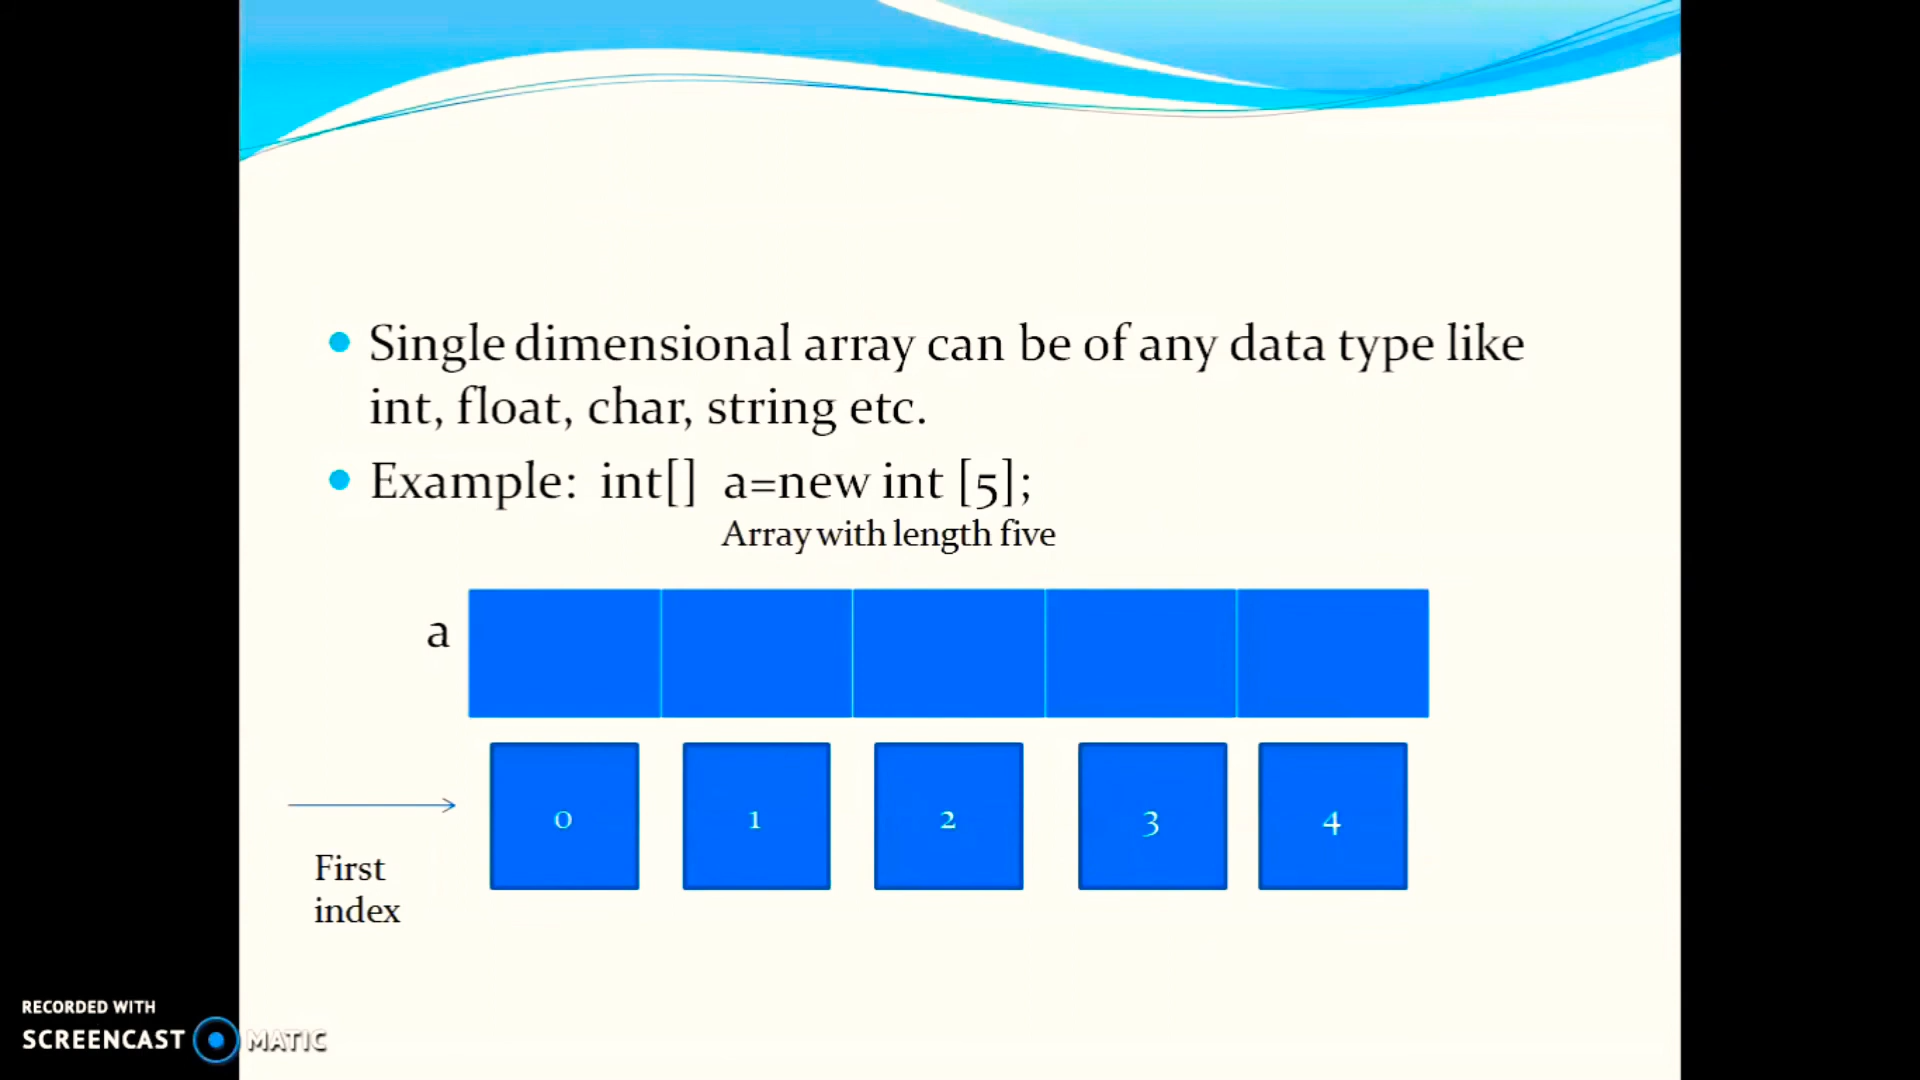 Single dimensional array can be of any data type like
int, float, char, string etc.
Example: int[] a=new int [5];
Array with length five
a
0 1 2 3 4
First
index
RECORDED WITH
SCREENCAST MATIC